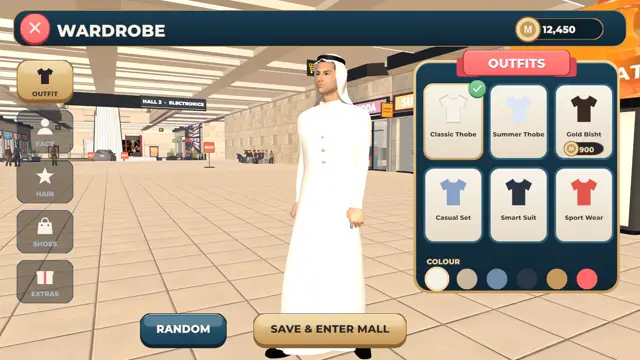 WARDROBE
M 12,450
OUTFIT
FACE
HAIR
SHOES
EXTRAS
HALL 2 - ELECTRONICS
OUTFITS
Classic Thobe
Summer Thobe
Gold Bisht
M 900
Casual Set
Smart Suit
Sport Wear
COLOUR
RANDOM
SAVE & ENTER MALL